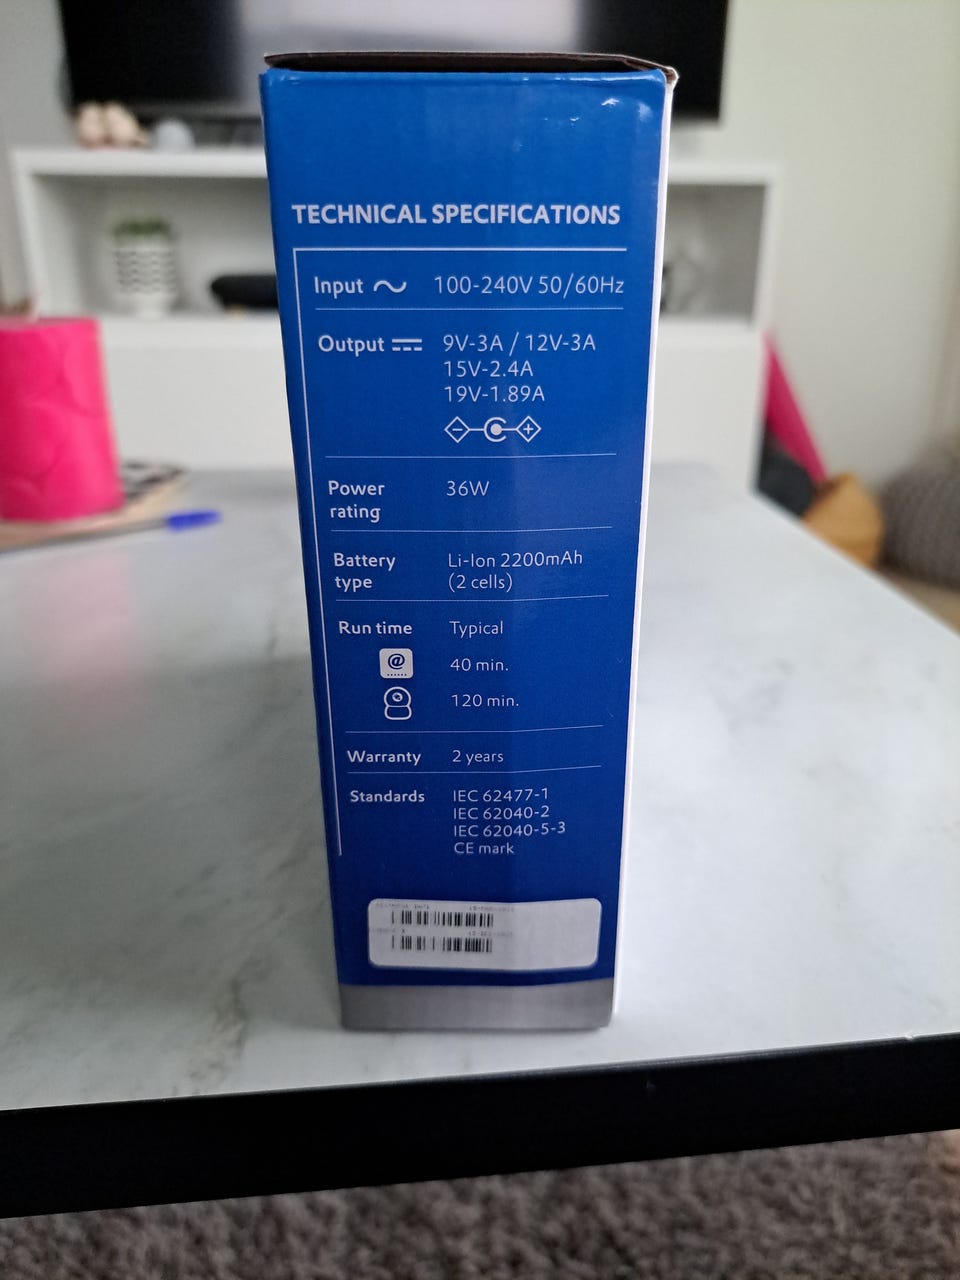 TECHNICAL SPECIFICATIONS
Input 100-240V 50/60Hz
Output 9V-3A / 12V-3A
15V-2.4A
19V-1.89A
Power rating 36W
Battery type Li-Ion 2200mAh
(2 cells)
Run time Typical
@ 40 min.
120 min.
Warranty 2 years
Standards IEC 62477-1
IEC 62040-2
IEC 62040-5-3
CE mark